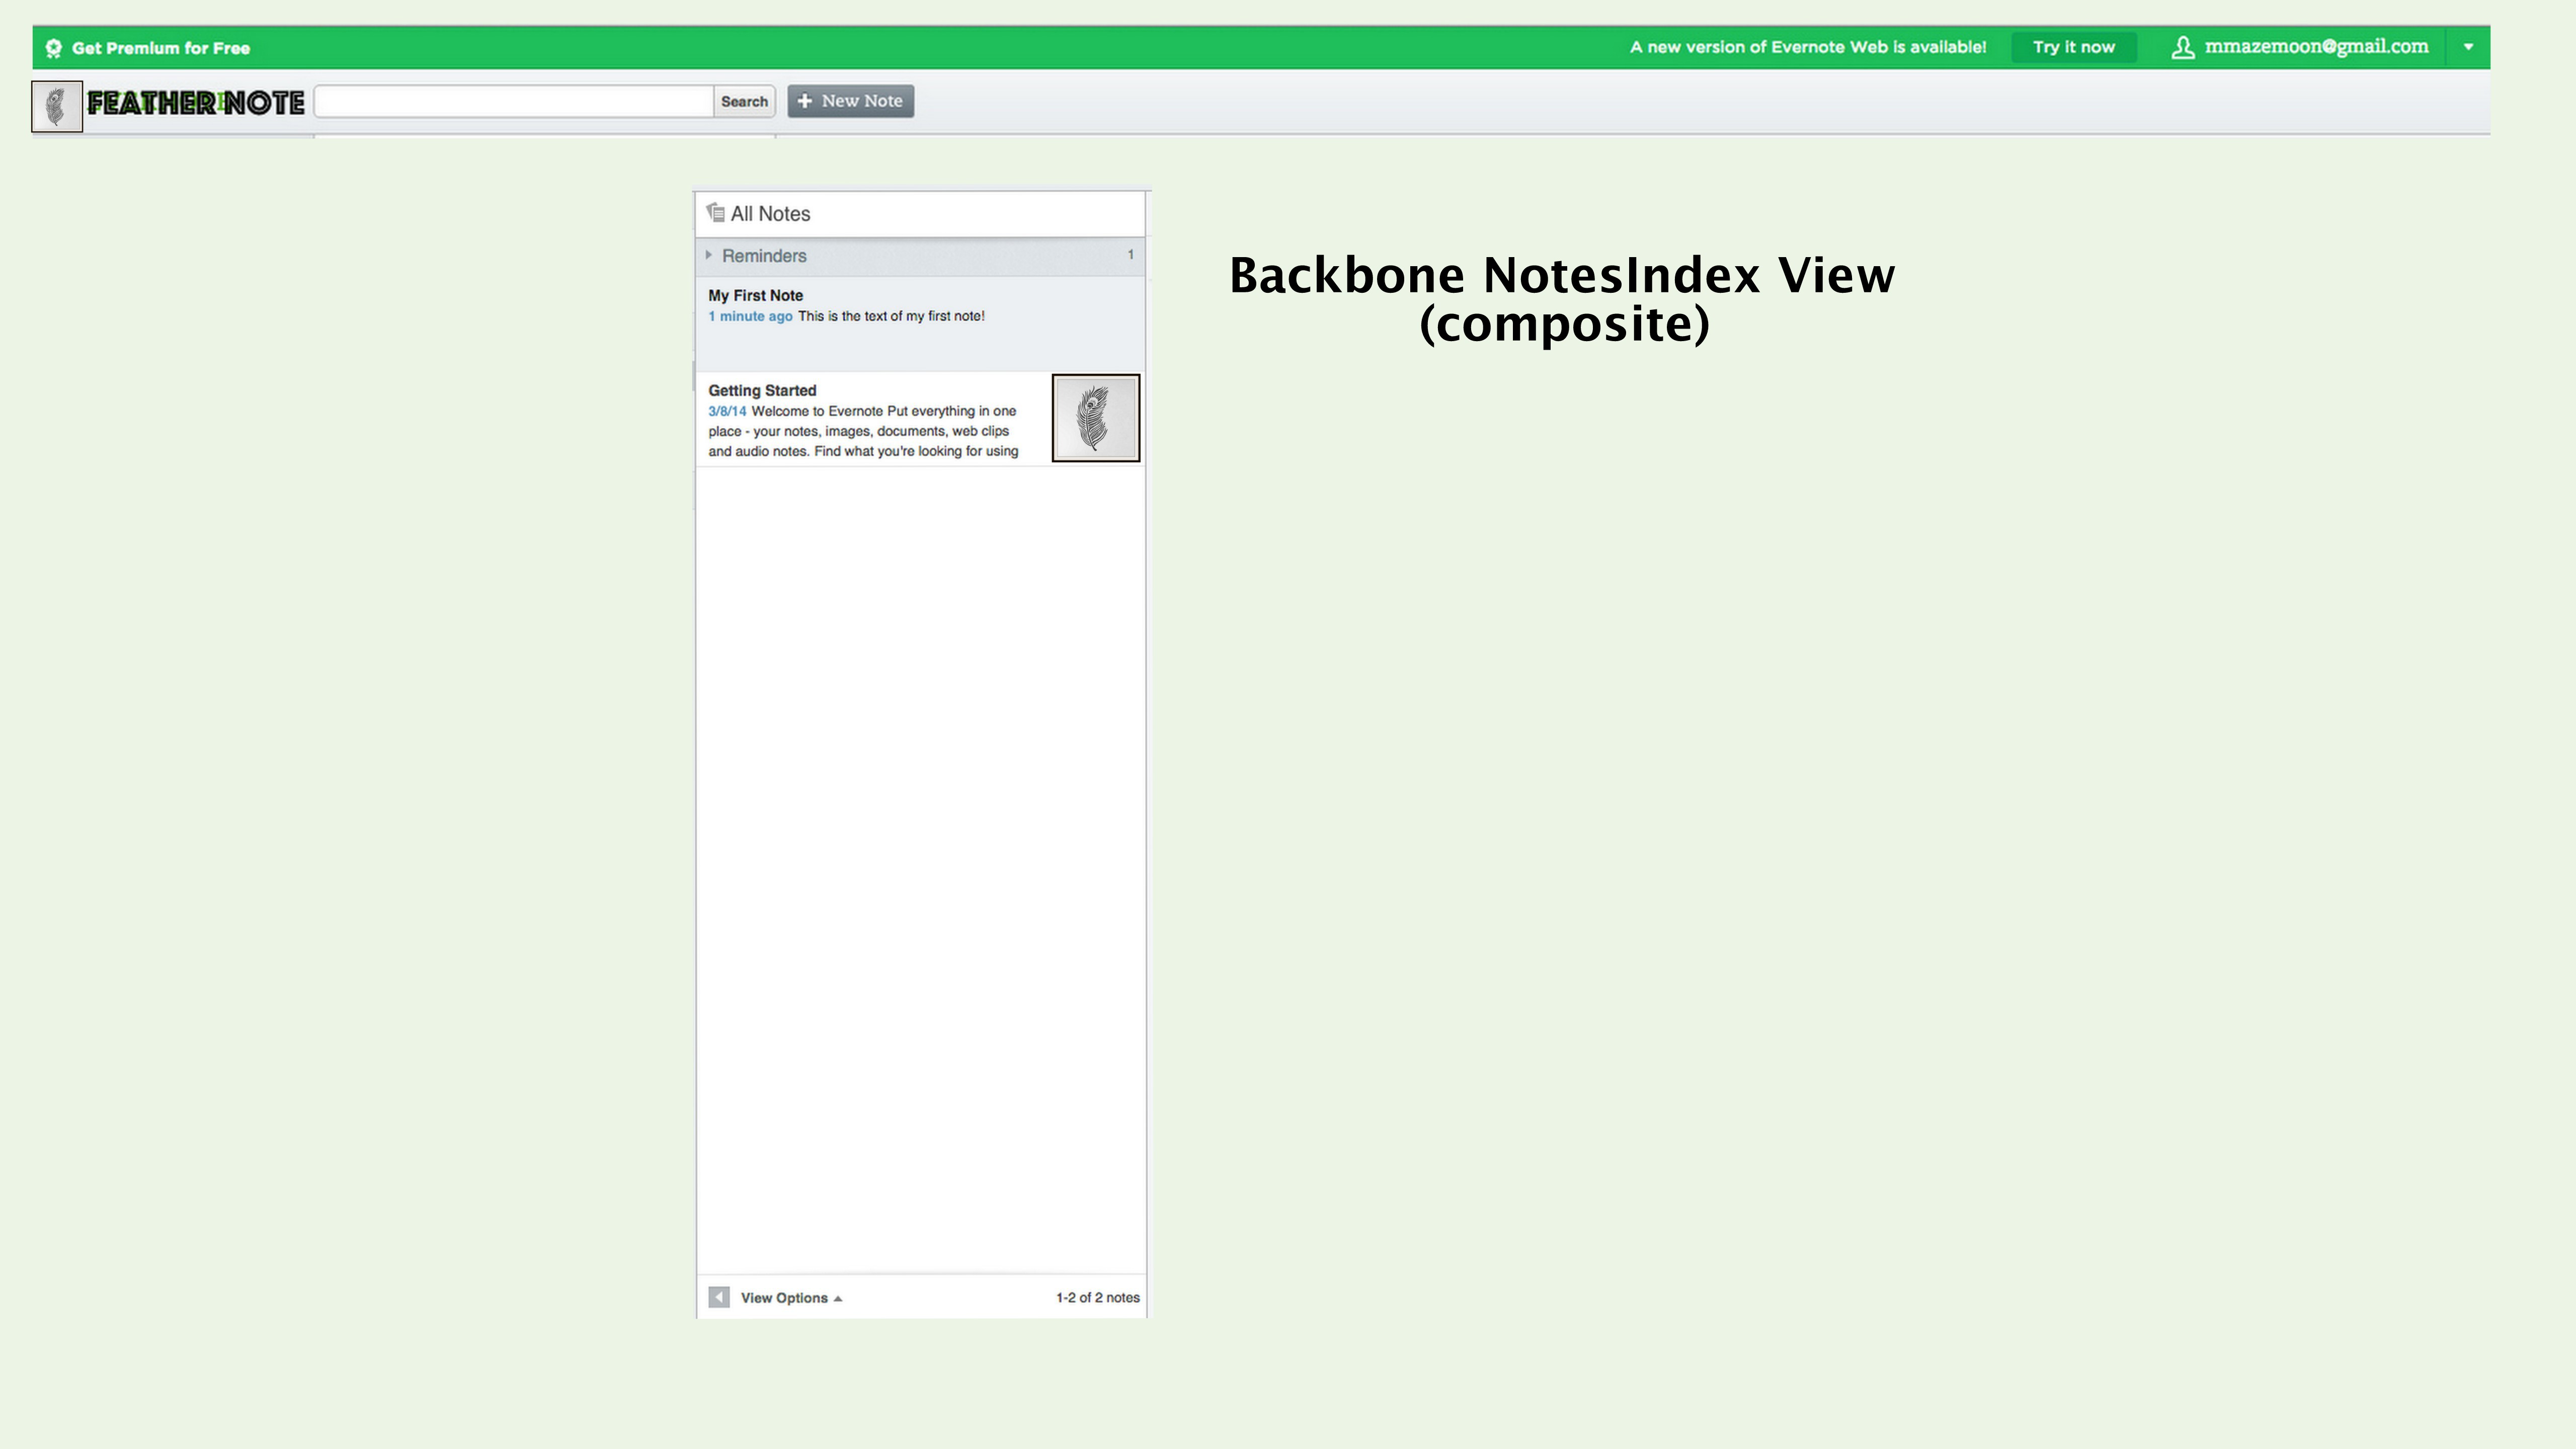 Get Premium for Free
A new version of Evernote Web is available!
Try it now
mmazemoon@gmail.com
FEATHERNOTE
Search
+ New Note
All Notes
Reminders 1
My First Note
1 minute ago This is the text of my first note!
Getting Started
3/8/14 Welcome to Evernote Put everything in one
place - your notes, images, documents, web clips
and audio notes. Find what you're looking for using
Backbone NotesIndex View
(composite)
View Options
1-2 of 2 notes